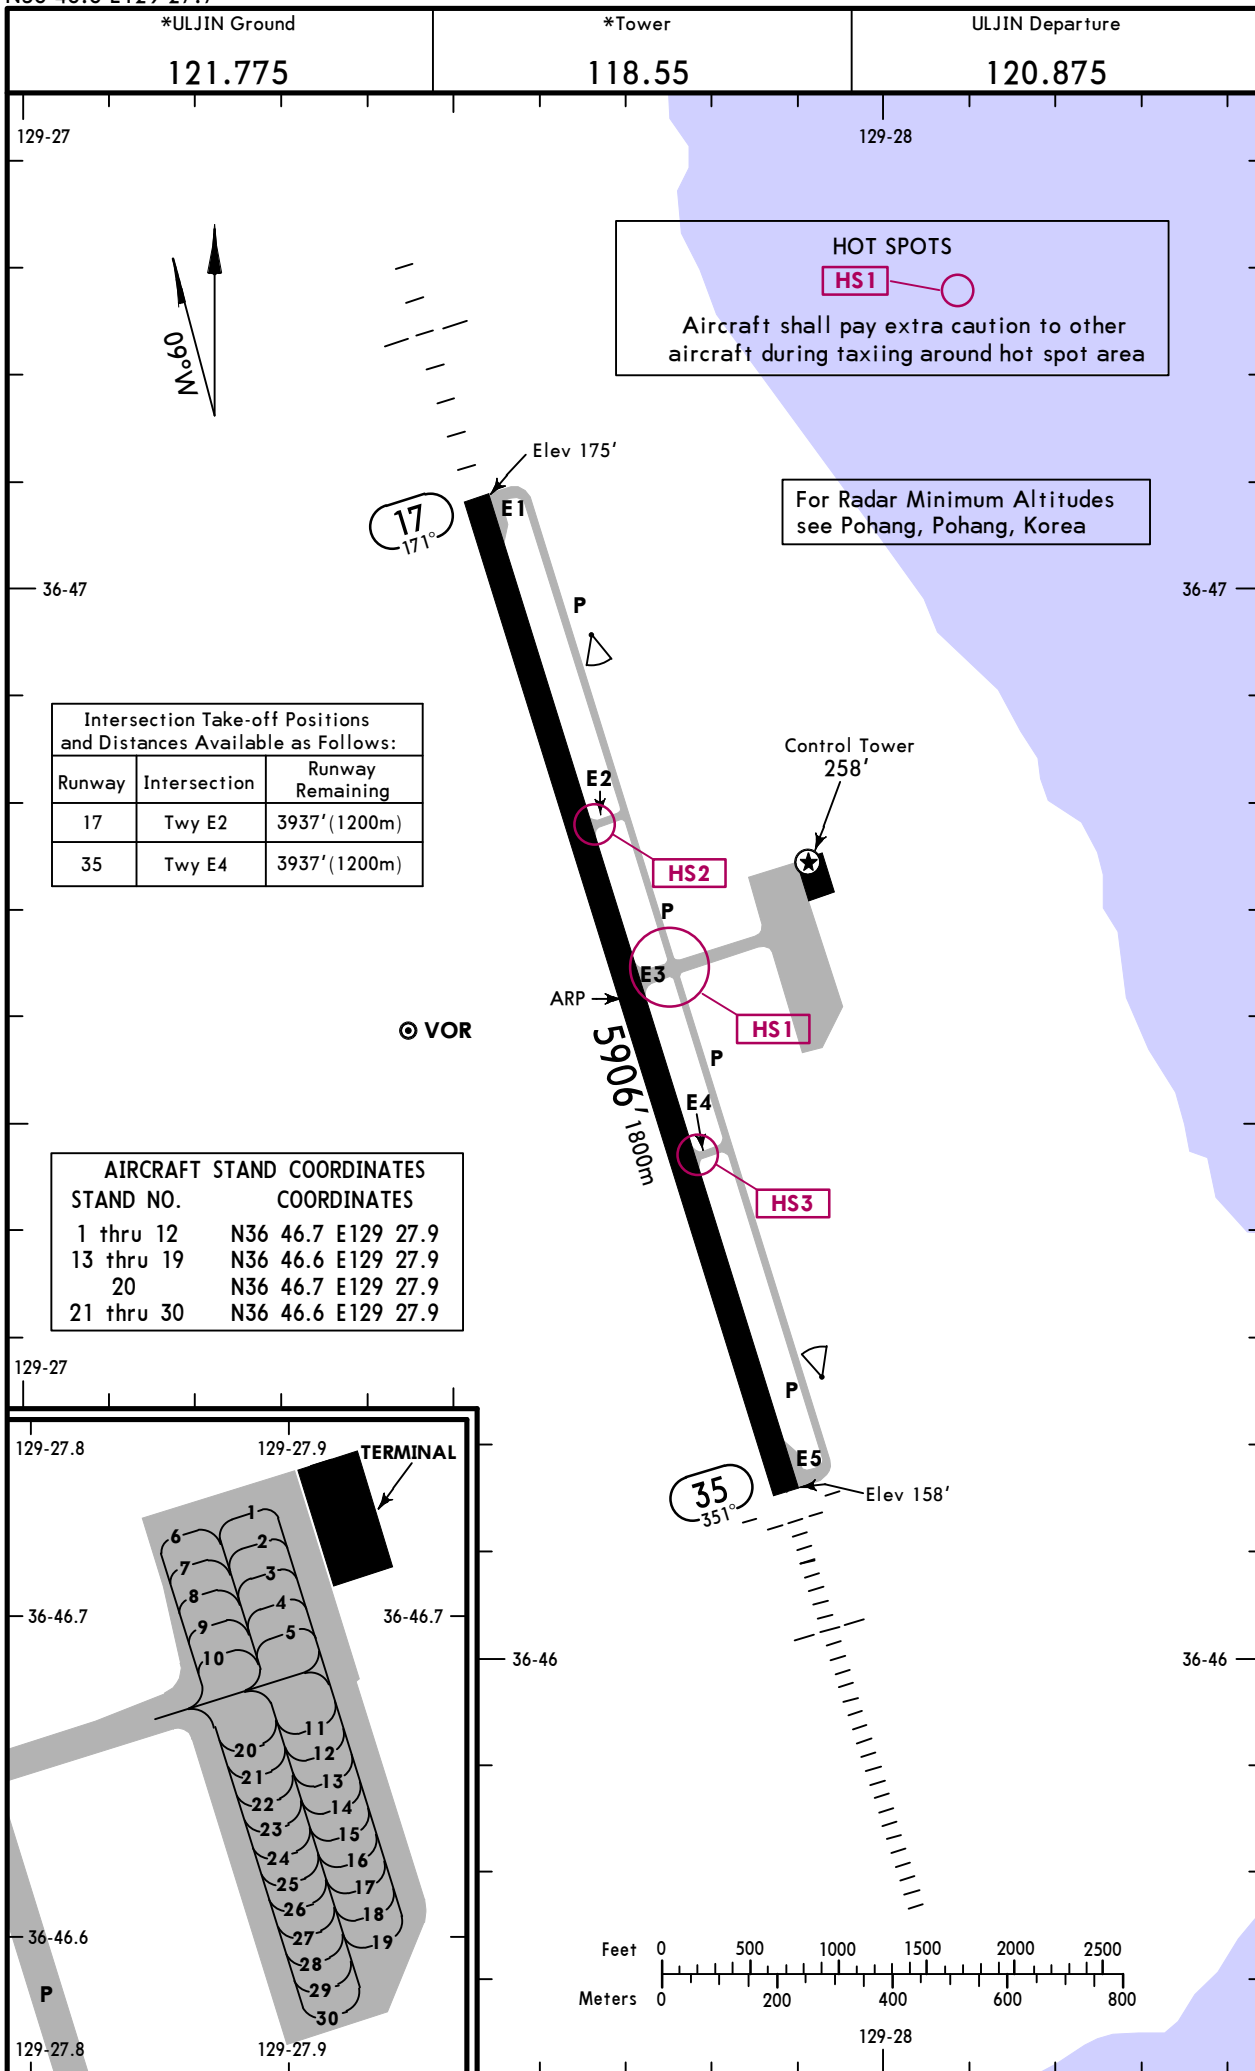 *ULJIN Ground
121.775
*Tower
118.55
ULJIN Departure
120.875
129-27
129-28
HOT SPOTS
HS1
Aircraft shall pay extra caution to other
aircraft during taxiing around hot spot area
09°W
Elev 175'
17
171°
E1
For Radar Minimum Altitudes
see Pohang, Pohang, Korea
36-47
36-47
P
Intersection Take-off Positions
and Distances Available as Follows:
Runway Intersection Runway Remaining
17 Twy E2 3937'(1200m)
35 Twy E4 3937'(1200m)
Control Tower
258'
E2
HS2
P
E3
ARP
HS1
VOR
5906'
1800m
P
E4
HS3
AIRCRAFT STAND COORDINATES
STAND NO. COORDINATES
1 thru 12 N36 46.7 E129 27.9
13 thru 19 N36 46.6 E129 27.9
20 N36 46.7 E129 27.9
21 thru 30 N36 46.6 E129 27.9
129-27
P
E5
35
351°
Elev 158'
129-27.8
129-27.9
TERMINAL
1
6
2
7
3
8
4
9
5
10
36-46.7
36-46.7
36-46
36-46
11
20
12
21
13
22
14
23
15
24
16
25
17
26
18
27
19
28
29
30
36-46.6
P
129-27.8
129-27.9
Feet 0 500 1000 1500 2000 2500
Meters 0 200 400 600 800
129-28